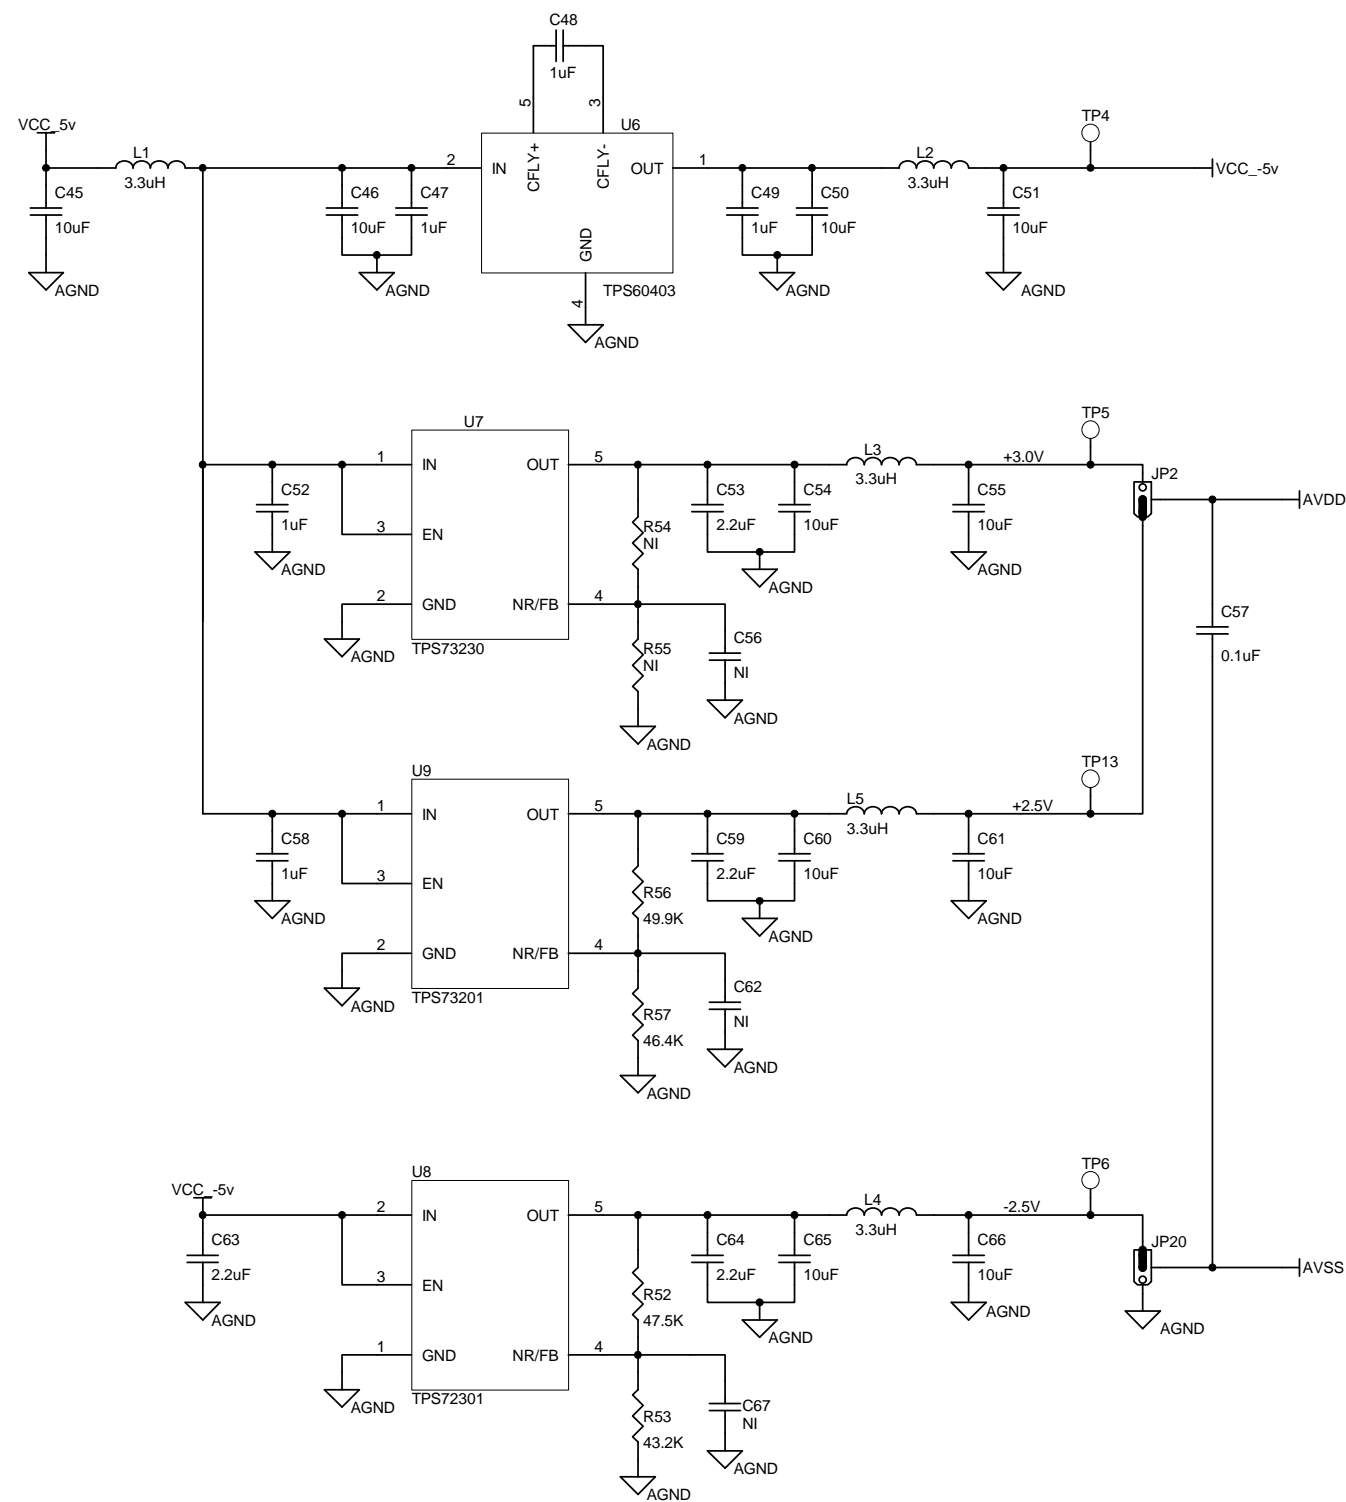 C48
1uF
5
3
U6
TP4
VCC_5v
L1
3.3uH
2
IN
CFLY+
CFLY-
OUT
1
L2
3.3uH
VCC_-5v
C45
10uF
C46
10uF
C47
1uF
C49
1uF
C50
10uF
C51
10uF
GND
AGND
AGND
TPS60403
AGND
AGND
4
AGND
U7
TP5
1
IN
OUT
5
L3
3.3uH
+3.0V
JP2
AVDD
C52
1uF
C53
2.2uF
C54
10uF
C55
10uF
3
EN
R54
NI
AGND
AGND
AGND
2
GND
NR/FB
4
C57
0.1uF
AGND
TPS73230
R55
NI
C56
NI
AGND
AGND
U9
TP13
1
IN
OUT
5
L5
3.3uH
+2.5V
C58
1uF
C59
2.2uF
C60
10uF
C61
10uF
3
EN
R56
49.9K
AGND
AGND
AGND
2
GND
NR/FB
4
AGND
TPS73201
R57
46.4K
C62
NI
AGND
AGND
U8
TP6
VCC_-5v
2
IN
OUT
5
L4
3.3uH
-2.5V
JP20
AVSS
C63
2.2uF
C64
2.2uF
C65
10uF
C66
10uF
3
EN
R52
47.5K
AGND
AGND
AGND
AGND
1
GND
NR/FB
4
AGND
TPS72301
R53
43.2K
C67
NI
AGND
AGND